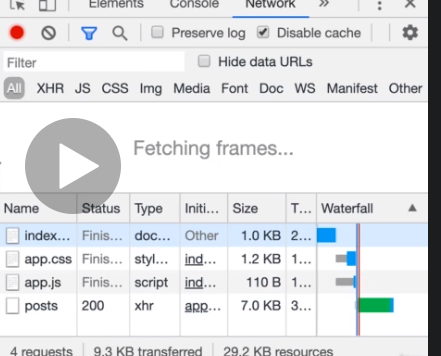 Elements Console Network »
Preserve log Disable cache
Filter Hide data URLs
All XHR JS CSS Img Media Font Doc WS Manifest Other
Fetching frames...
Name Status Type Initi... Size T... Waterfall
index... Finis... doc... Other 1.0 KB 2...
app.css Finis... styl... ind... 1.2 KB 1...
app.js Finis... script ind... 110 B 1...
posts 200 xhr app... 7.0 KB 3...
4 requests 9.3 KB transferred 29.2 KB resources